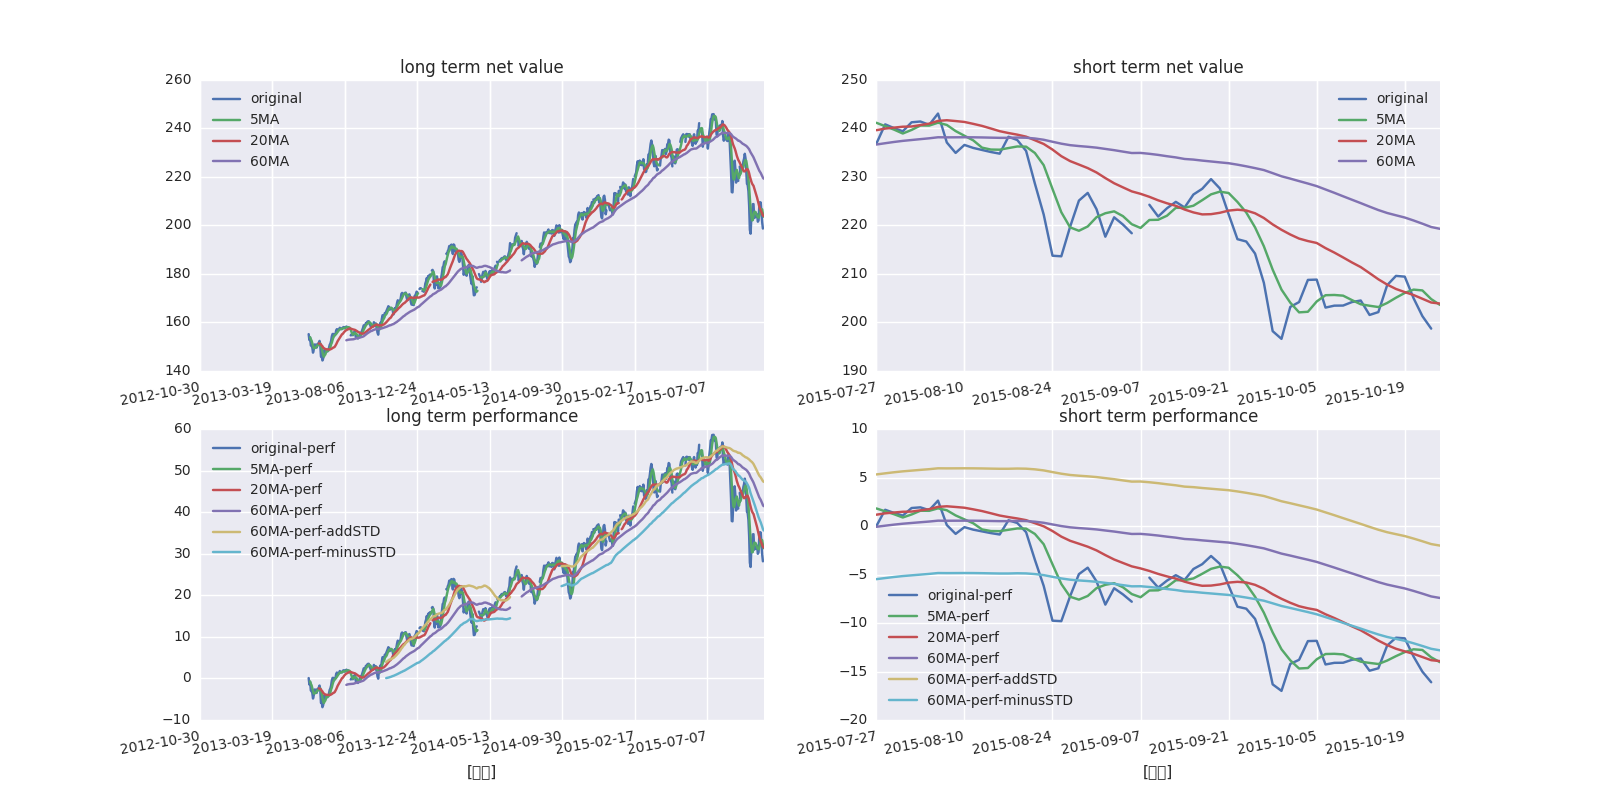 long term net value
260
240
220
200
180
160
140
original
5MA
20MA
60MA
2012-10-30
2013-03-19
2013-08-06
2013-12-24
2014-05-13
2014-09-30
2015-02-17
2015-07-07
short term net value
250
240
230
220
210
200
190
original
5MA
20MA
60MA
2015-07-27
2015-08-10
2015-08-24
2015-09-07
2015-09-21
2015-10-05
2015-10-19
long term performance
60
50
40
30
20
10
0
−10
original-perf
5MA-perf
20MA-perf
60MA-perf
60MA-perf-addSTD
60MA-perf-minusSTD
2012-10-30
2013-03-19
2013-08-06
2013-12-24
2014-05-13
2014-09-30
2015-02-17
2015-07-07
short term performance
10
5
0
−5
−10
−15
−20
original-perf
5MA-perf
20MA-perf
60MA-perf
60MA-perf-addSTD
60MA-perf-minusSTD
2015-07-27
2015-08-10
2015-08-24
2015-09-07
2015-09-21
2015-10-05
2015-10-19